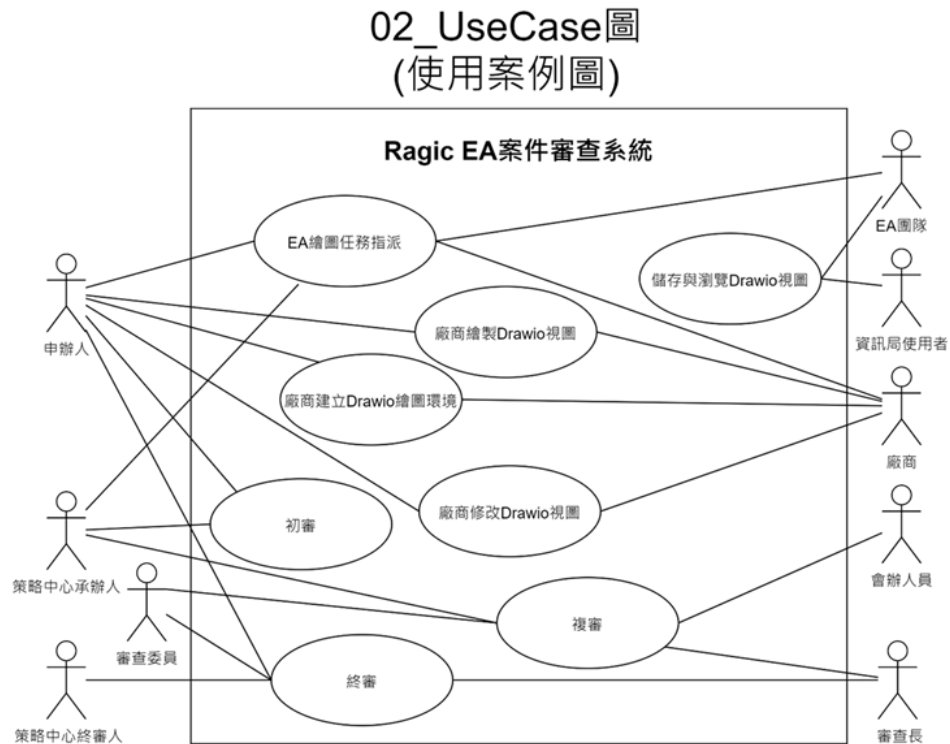 02_UseCase圖
(使用案例圖)
Ragic EA案件審查系統
EA繪圖任務指派
EA團隊
儲存與瀏覽Drawio視圖
申辦人
廠商繪製Drawio視圖
資訊局使用者
廠商建立Drawio繪圖環境
廠商
廠商修改Drawio視圖
初審
會辦人員
策略中心承辦人
複審
審查委員
終審
策略中心終審人
審查長